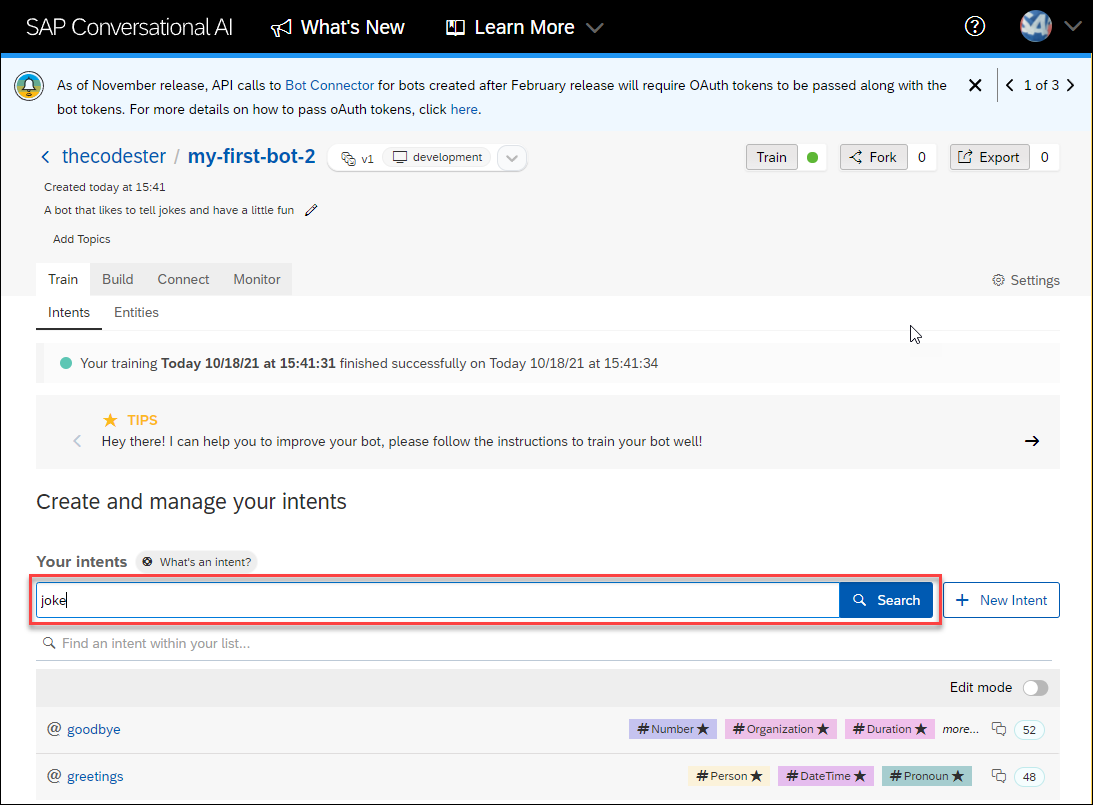 SAP Conversational AI What's New Learn More
As of November release, API calls to Bot Connector for bots created after February release will require OAuth tokens to be passed along with the
bot tokens. For more details on how to pass oAuth tokens, click here.
1 of 3
thecodester / my-first-bot-2 v1 development Train Fork 0 Export 0
Created today at 15:41
A bot that likes to tell jokes and have a little fun
Add Topics
Train Build Connect Monitor Settings
Intents Entities
Your training Today 10/18/21 at 15:41:31 finished successfully on Today 10/18/21 at 15:41:34
TIPS
Hey there! I can help you to improve your bot, please follow the instructions to train your bot well!
Create and manage your intents
Your intents What's an intent?
joke Search + New Intent
Find an intent within your list...
Edit mode
@ goodbye #Number★ #Organization★ #Duration★ more... 52
@ greetings #Person★ #DateTime★ #Pronoun★ 48